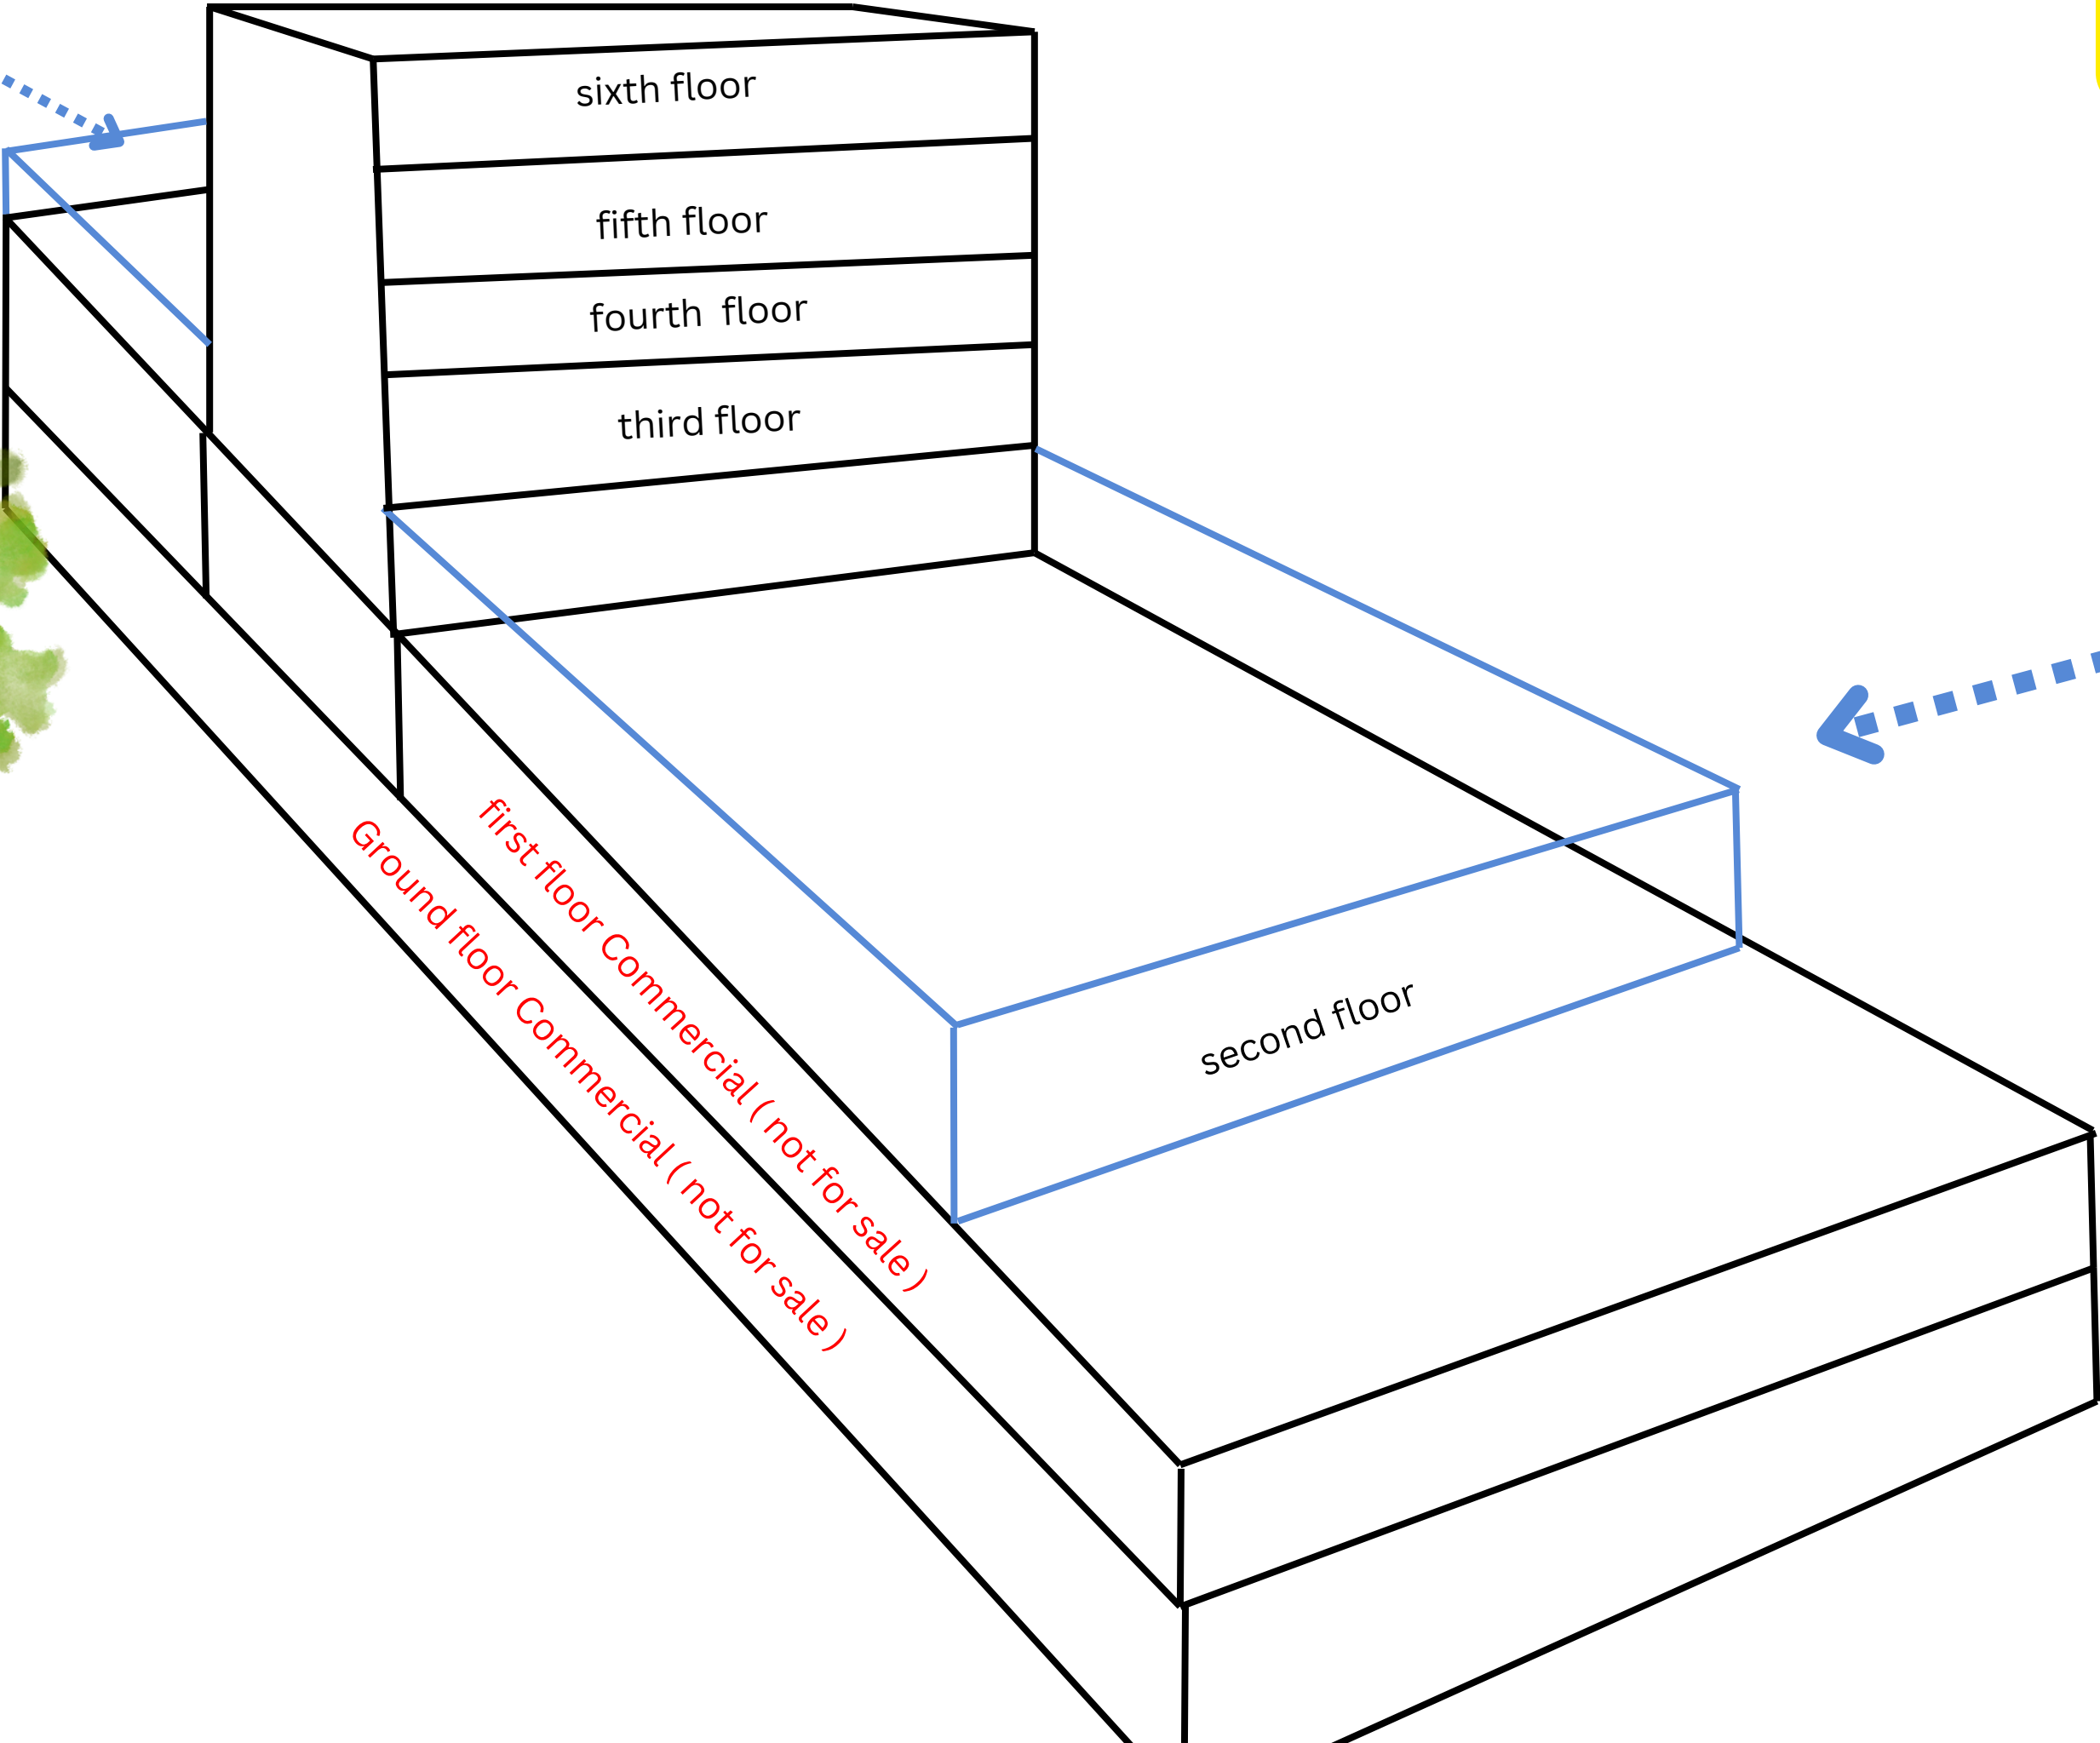 sixth floor
fifth floor
fourth  floor
third floor
second floor
first floor Commercial ( not for sale )
Ground floor Commercial ( not for sale )